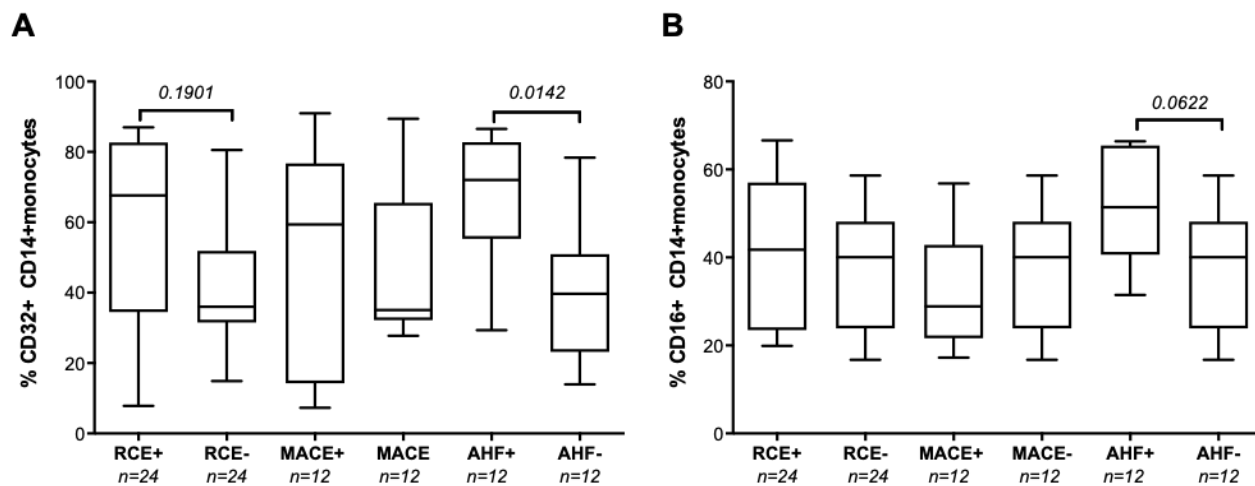 A
B
% CD32+ CD14+monocytes
100
80
60
40
20
0
0.1901
0.0142
RCE+ RCE- MACE+ MACE AHF+ AHF-
n=24 n=24 n=12 n=12 n=12 n=12
% CD16+ CD14+monocytes
80
60
40
20
0
0.0622
RCE+ RCE- MACE+ MACE- AHF+ AHF-
n=24 n=24 n=12 n=12 n=12 n=12